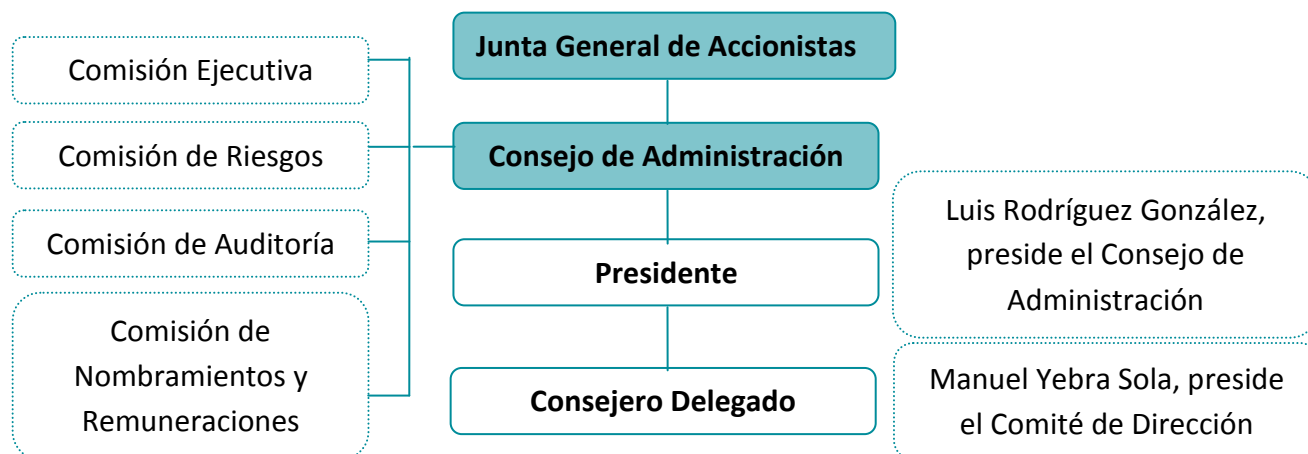 Junta General de Accionistas
Comisión Ejecutiva
Comisión de Riesgos
Consejo de Administración
Comisión de Auditoría
Presidente
Luis Rodríguez González,
preside el Consejo de
Administración
Comisión de
Nombramientos y
Remuneraciones
Consejero Delegado
Manuel Yebra Sola, preside
el Comité de Dirección